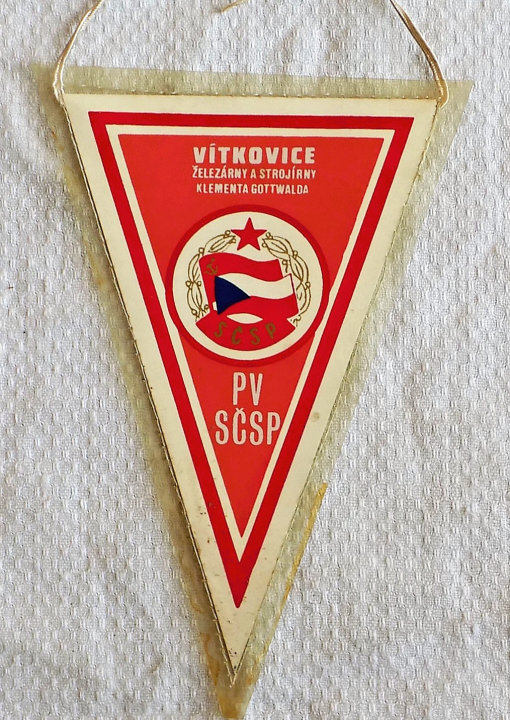 VÍTKOVICE
ŽELEZÁRNY A STROJÍRNY
KLEMENTA GOTTWALDA
SČSP
PV
SČSP